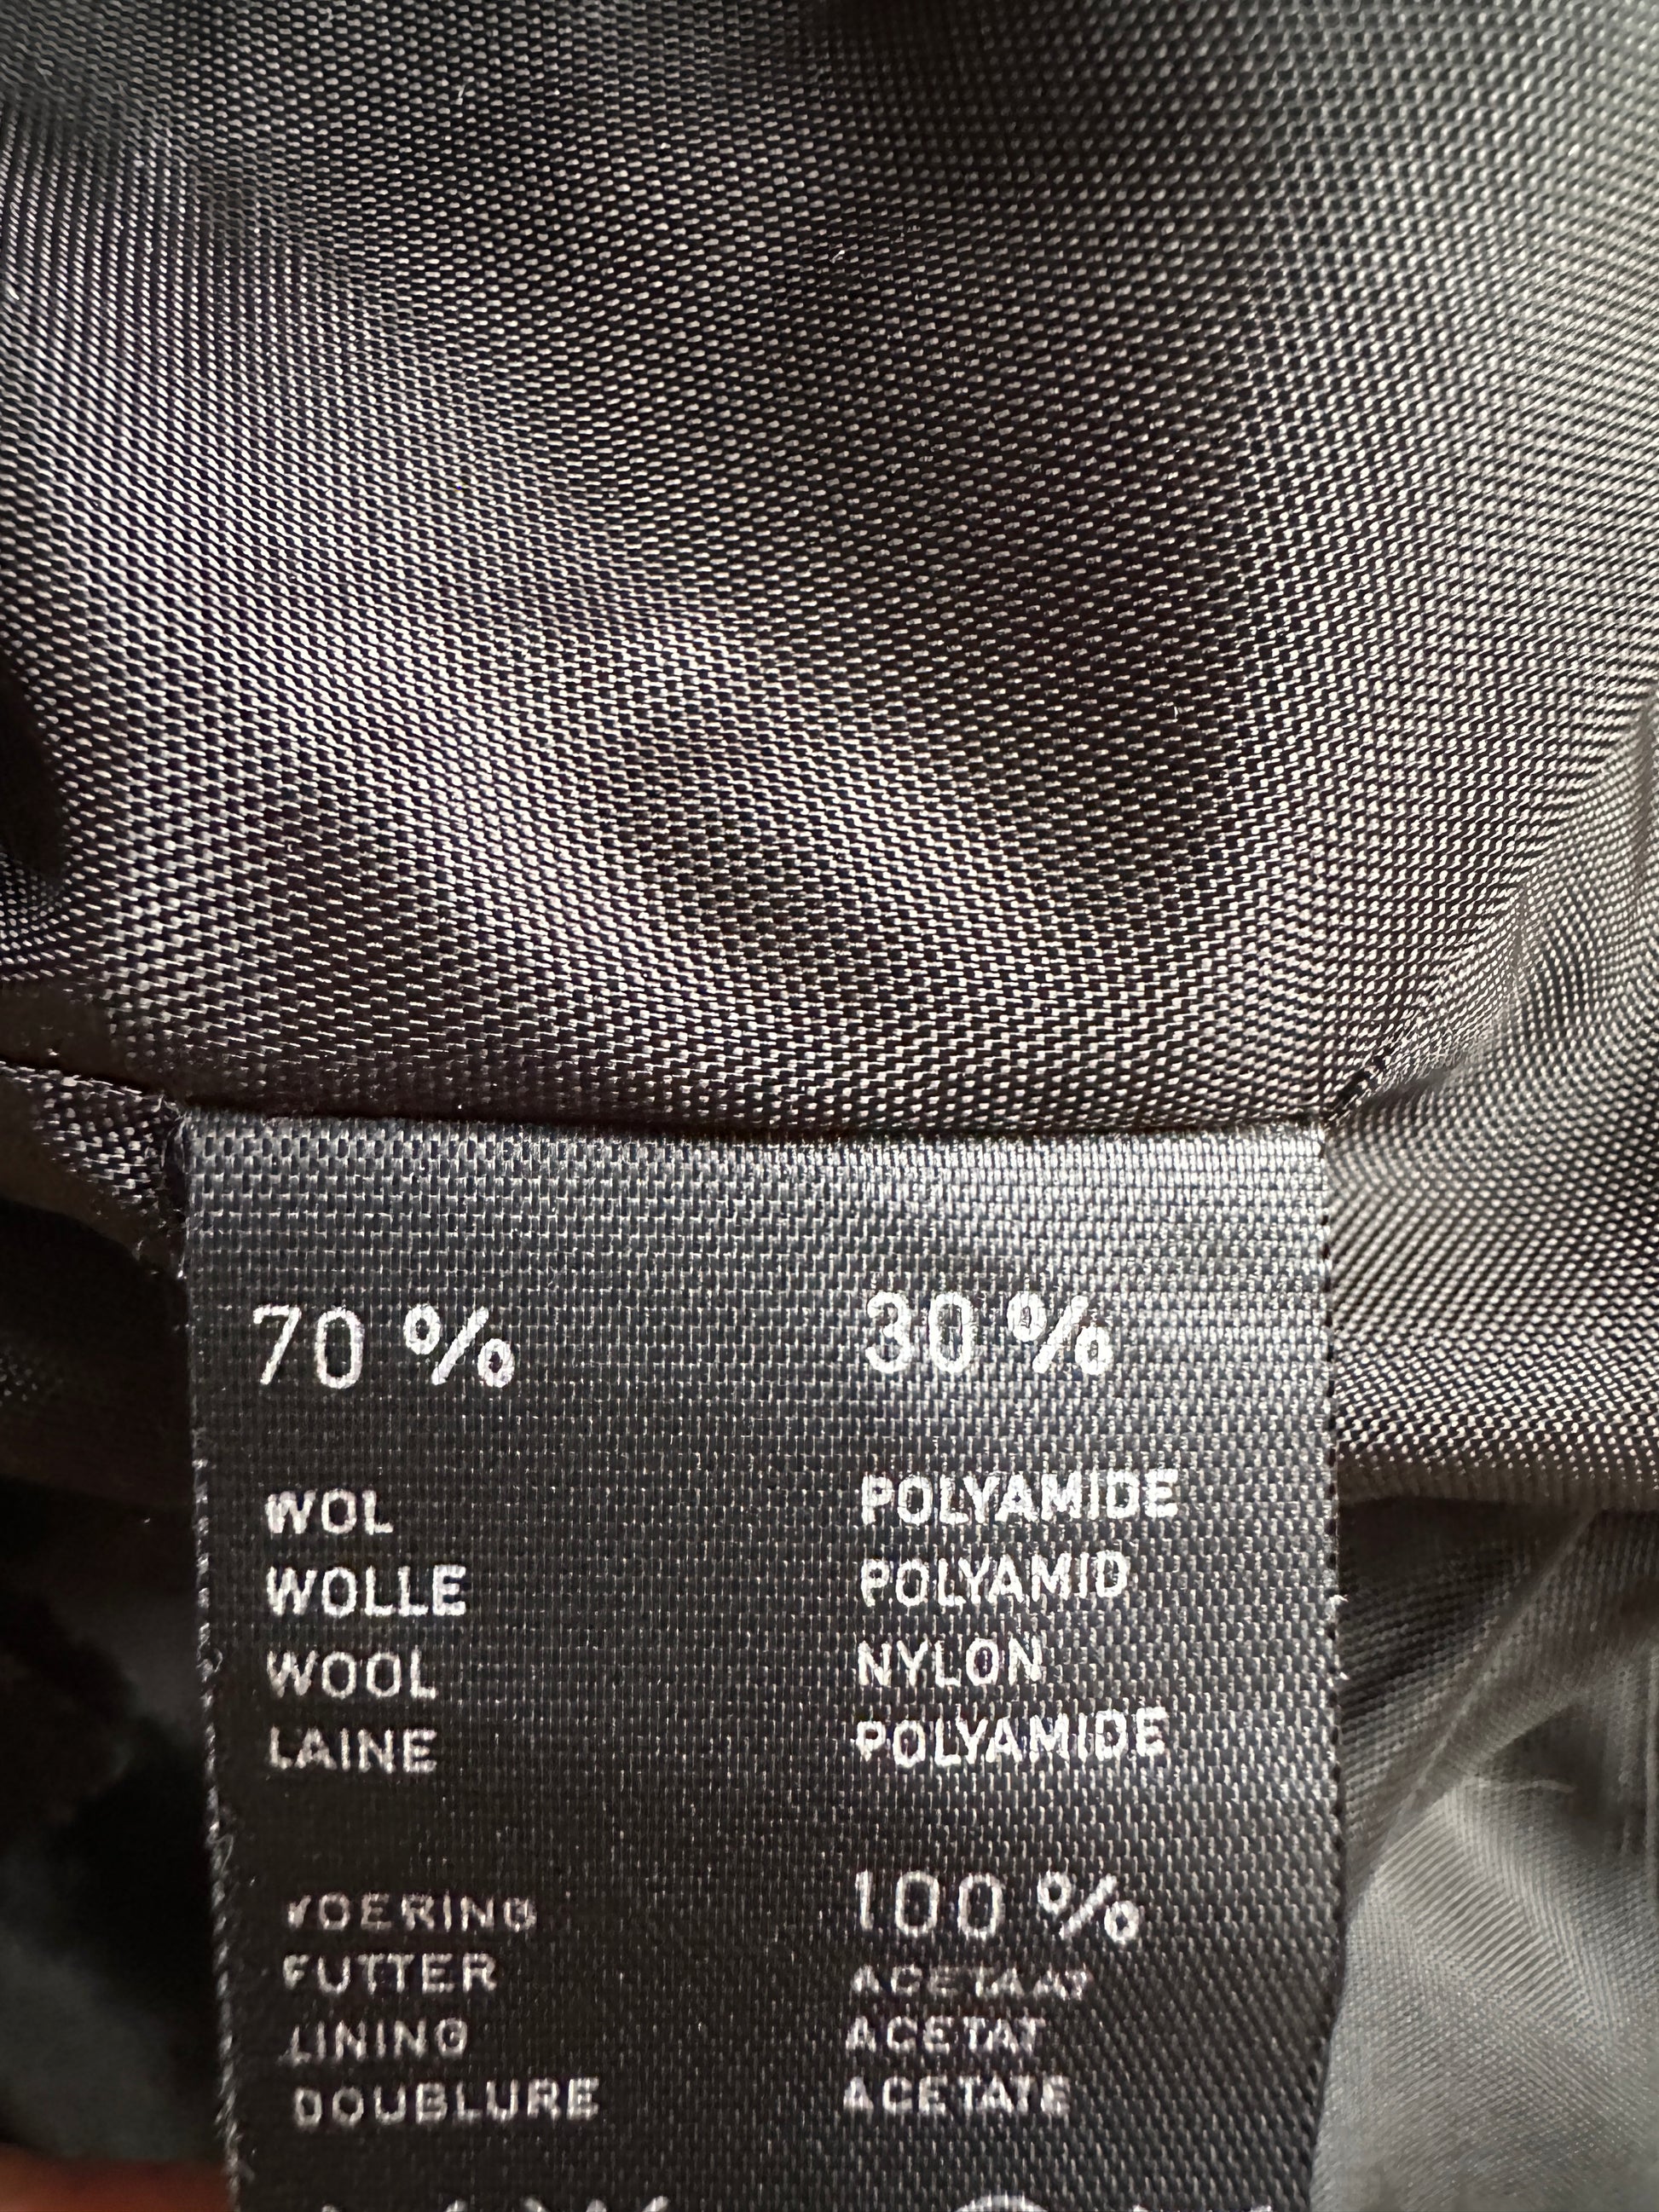 70 % 30 %
WOL POLYAMIDE
WOLLE POLYAMID
WOOL NYLON
LAINE POLYAMIDE
VOERING 100 %
FUTTER ACETAAT
LINING ACETAT
DOUBLURE ACETATE